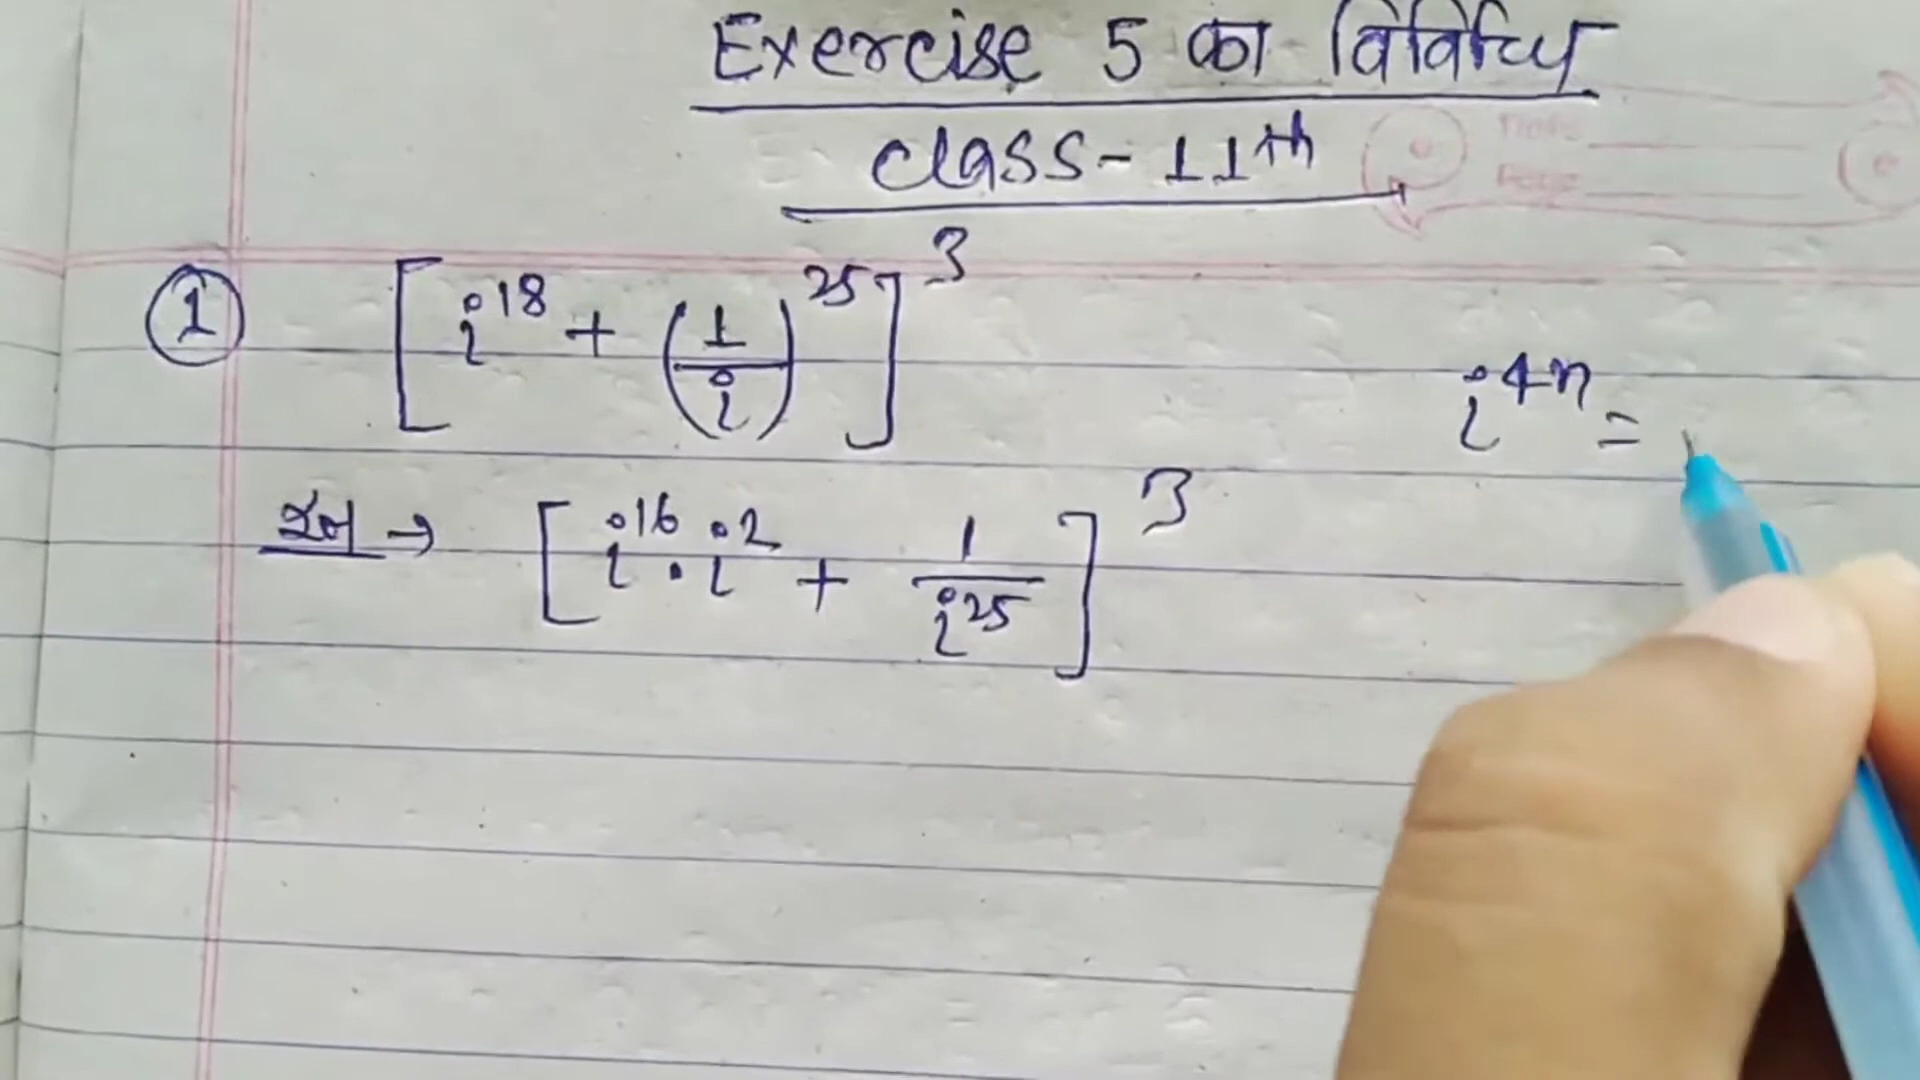 Exercise 5 का विविध
class - 11th
① [i^18 + (1/i)^25]^3
i^4n =
हल → [i^16 . i^2 + 1/i^25]^3